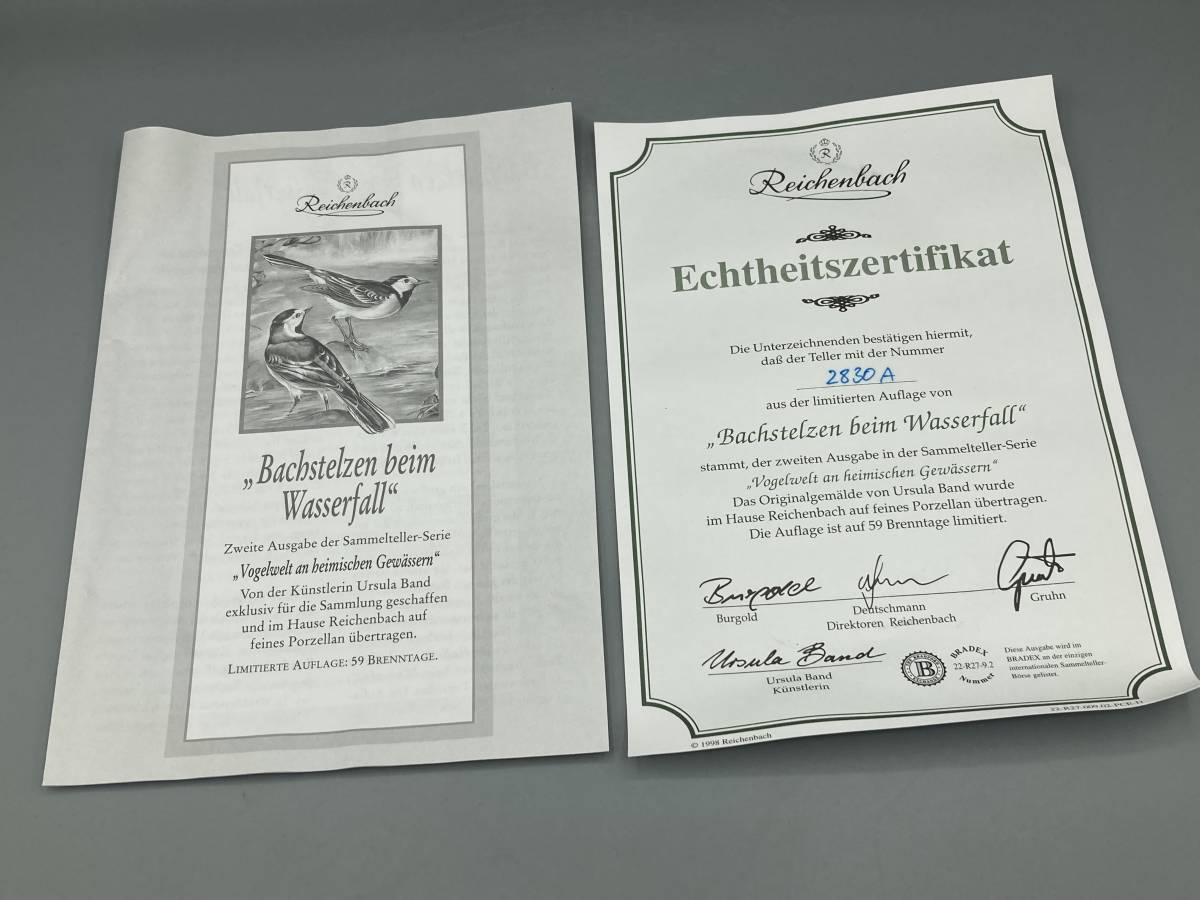 R
Reichenbach
„Bachstelzen beim
Wasserfall“
Zweite Ausgabe der Sammelteller-Serie
„Vogelwelt an heimischen Gewässern“
Von der Künstlerin Ursula Band
exklusiv für die Sammlung geschaffen
und im Hause Reichenbach auf
feines Porzellan übertragen.
Limitierte Auflage: 59 Brenntage.
R
Reichenbach
Echtheitszertifikat
Die Unterzeichnenden bestätigen hiermit,
daß der Teller mit der Nummer
2830 A
aus der limitierten Auflage von
„Bachstelzen beim Wasserfall“
stammt, der zweiten Ausgabe in der Sammelteller-Serie
„Vogelwelt an heimischen Gewässern“
Das Originalgemälde von Ursula Band wurde
im Hause Reichenbach auf feines Porzellan übertragen.
Die Auflage ist auf 59 Brenntage limitiert.
Burgold
Burgold
Deutschmann
Gruhn
Direktoren Reichenbach
Ursula Band
Ursula Band
Künstlerin
B
BRADEX
22-R27-9.2
Nummer
Diese Ausgabe wird im
BRADEX an der einzigen
internationalen Sammelteller-
Börse gelistet.
© 1998 Reichenbach